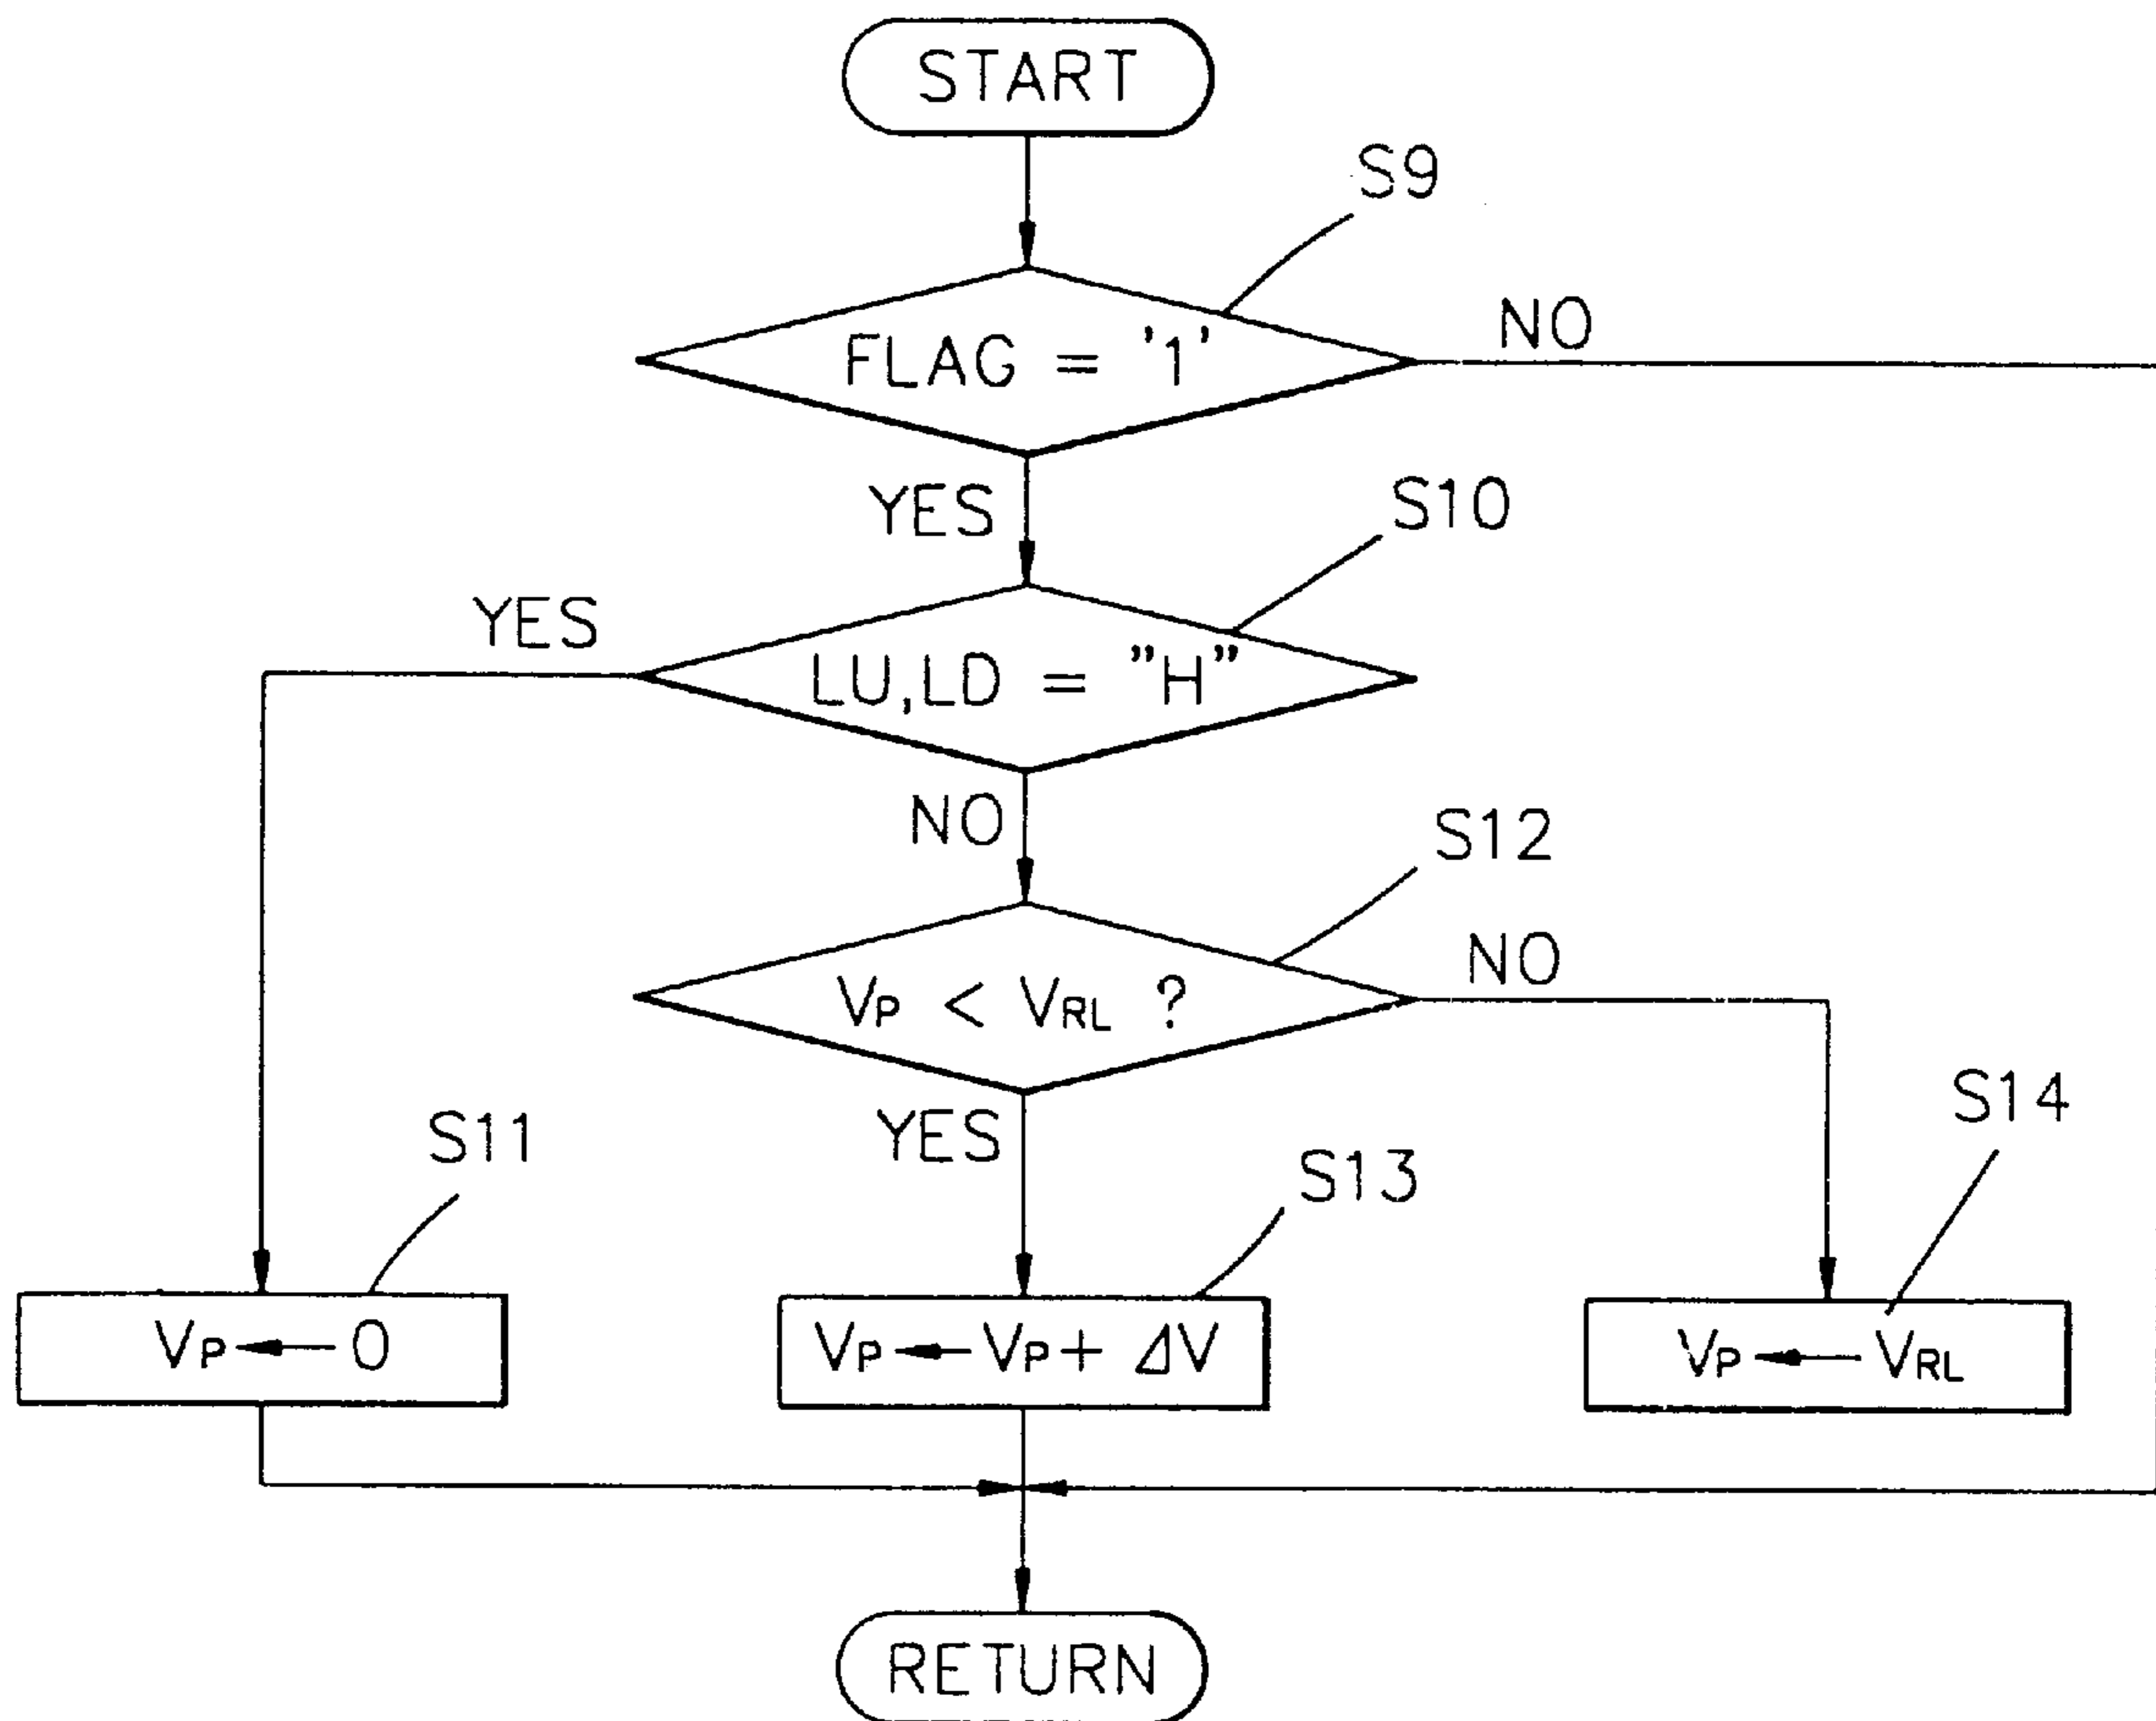 START
S9
FLAG = '1'
NO
YES
S10
YES
LU,LD = "H"
NO
S12
VP < VRL ?
NO
YES
S11
S13
S14
VP ← 0
VP ← VP + ΔV
VP ← VRL
RETURN